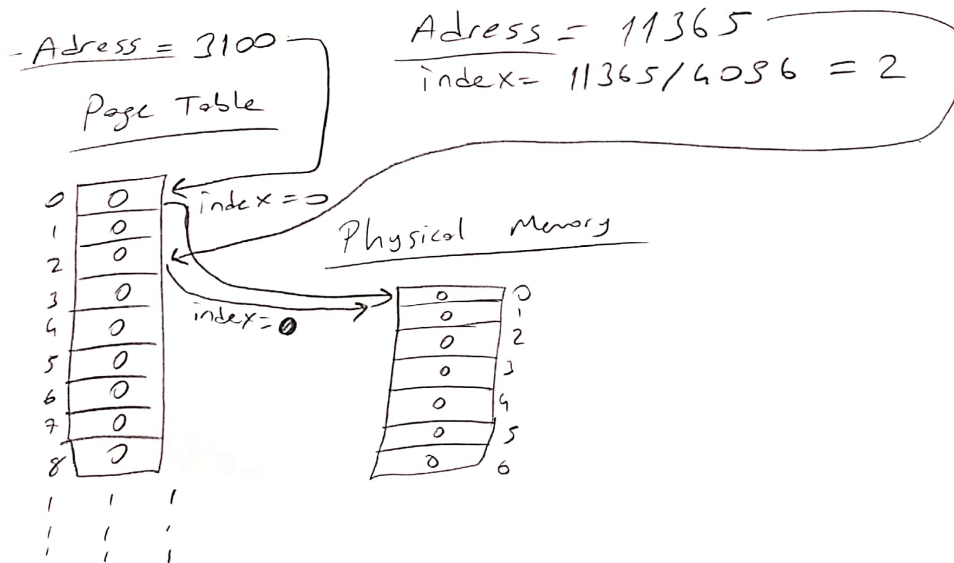 Adress = 3100
Adress = 11365
index= 11365/4096 = 2
Page Table
index=0
Physical Memory
index=0
0 0
1 0
2 0
3 0
4 0
5 0
6 0
7 0
8 0
0 0
0 1
0 2
0 3
0 4
0 5
0 6